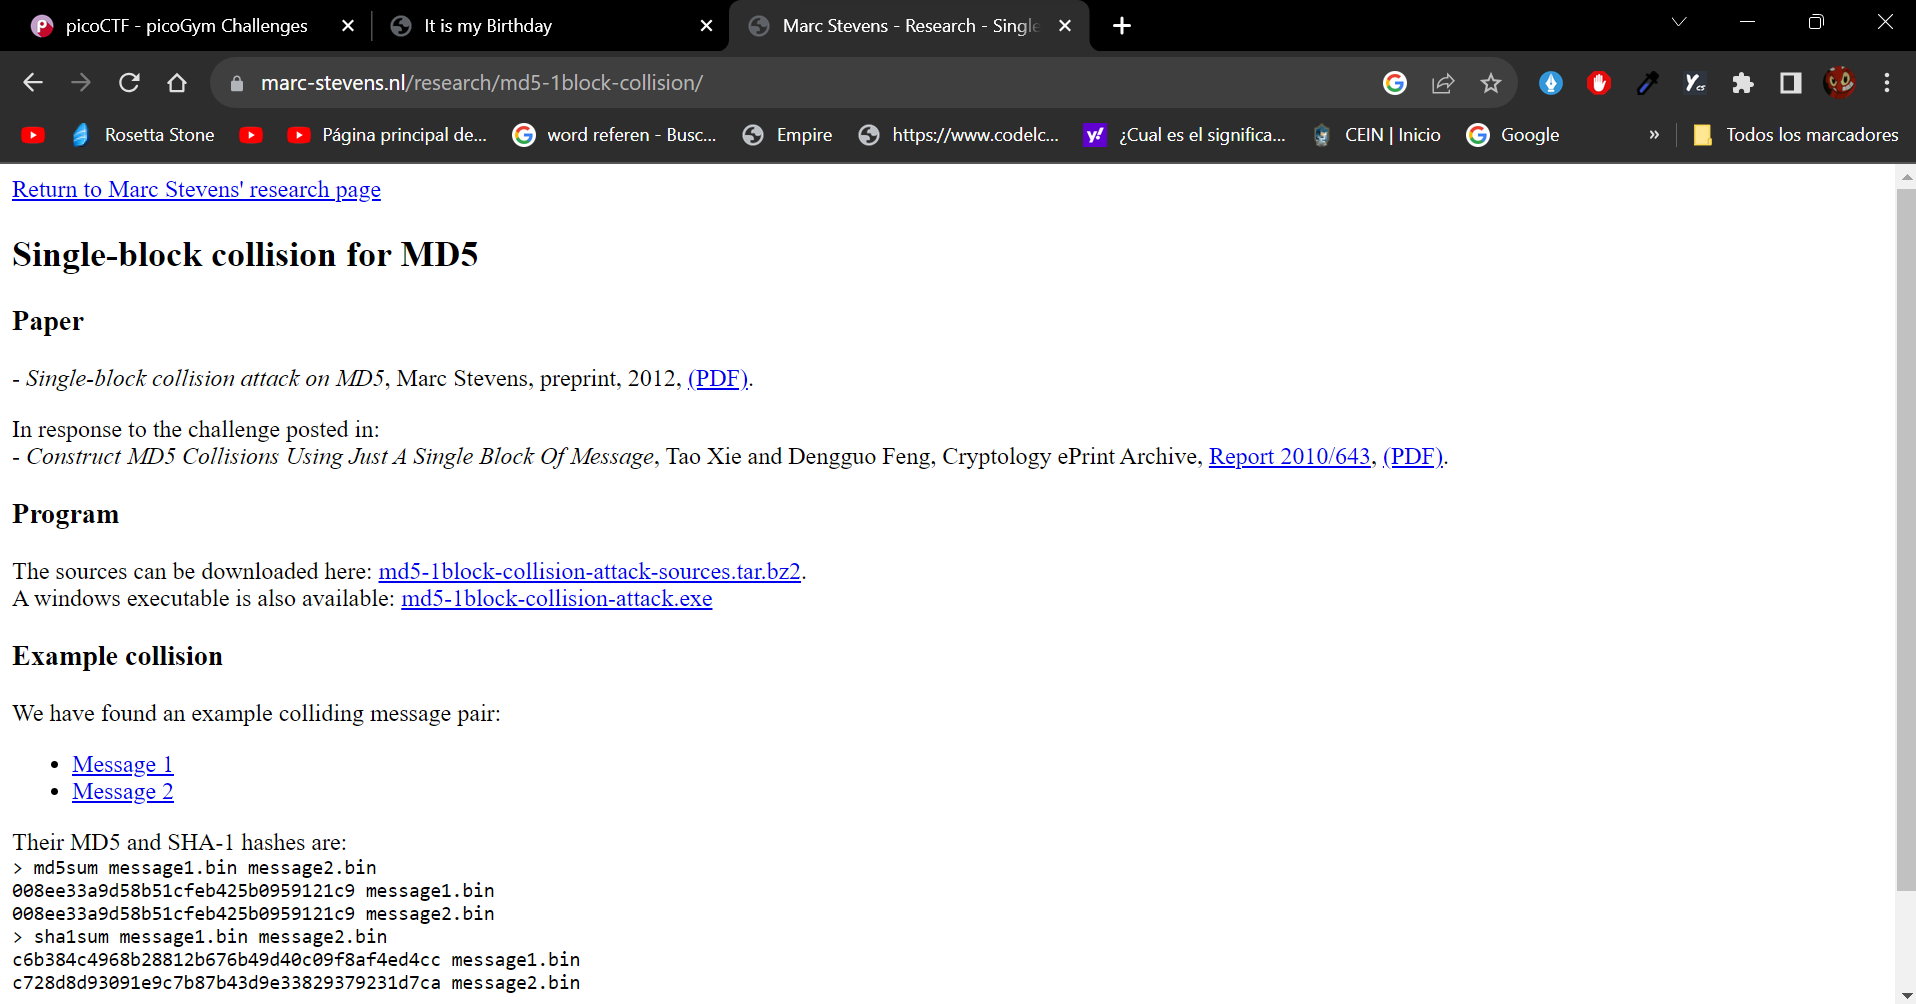 picoCTF - picoGym Challenges
It is my Birthday
Marc Stevens - Research - Single
marc-stevens.nl/research/md5-1block-collision/
Rosetta Stone
Página principal de...
word referen - Busc...
Empire
https://www.codelc...
¿Cual es el significa...
CEIN | Inicio
Google
»
Todos los marcadores
Return to Marc Stevens' research page
Single-block collision for MD5
Paper
- Single-block collision attack on MD5, Marc Stevens, preprint, 2012, (PDF).
In response to the challenge posted in:
- Construct MD5 Collisions Using Just A Single Block Of Message, Tao Xie and Dengguo Feng, Cryptology ePrint Archive, Report 2010/643, (PDF).
Program
The sources can be downloaded here: md5-1block-collision-attack-sources.tar.bz2.
A windows executable is also available: md5-1block-collision-attack.exe
Example collision
We have found an example colliding message pair:
• Message 1
• Message 2
Their MD5 and SHA-1 hashes are:
> md5sum message1.bin message2.bin
008ee33a9d58b51cfeb425b0959121c9 message1.bin
008ee33a9d58b51cfeb425b0959121c9 message2.bin
> sha1sum message1.bin message2.bin
c6b384c4968b28812b676b49d40c09f8af4ed4cc message1.bin
c728d8d93091e9c7b87b43d9e33829379231d7ca message2.bin